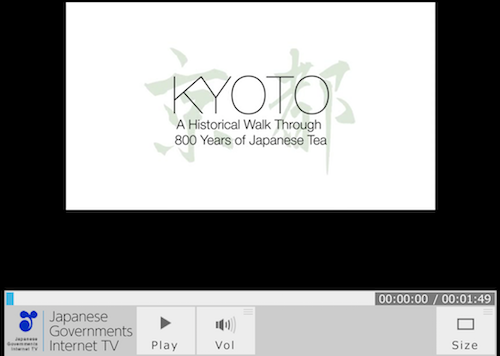 京都
KYOTO
A Historical Walk Through
800 Years of Japanese Tea
00:00:00 / 00:01:49
Japanese
Governments
Internet TV
Japanese
Governments
Internet TV
Play
Vol
Size